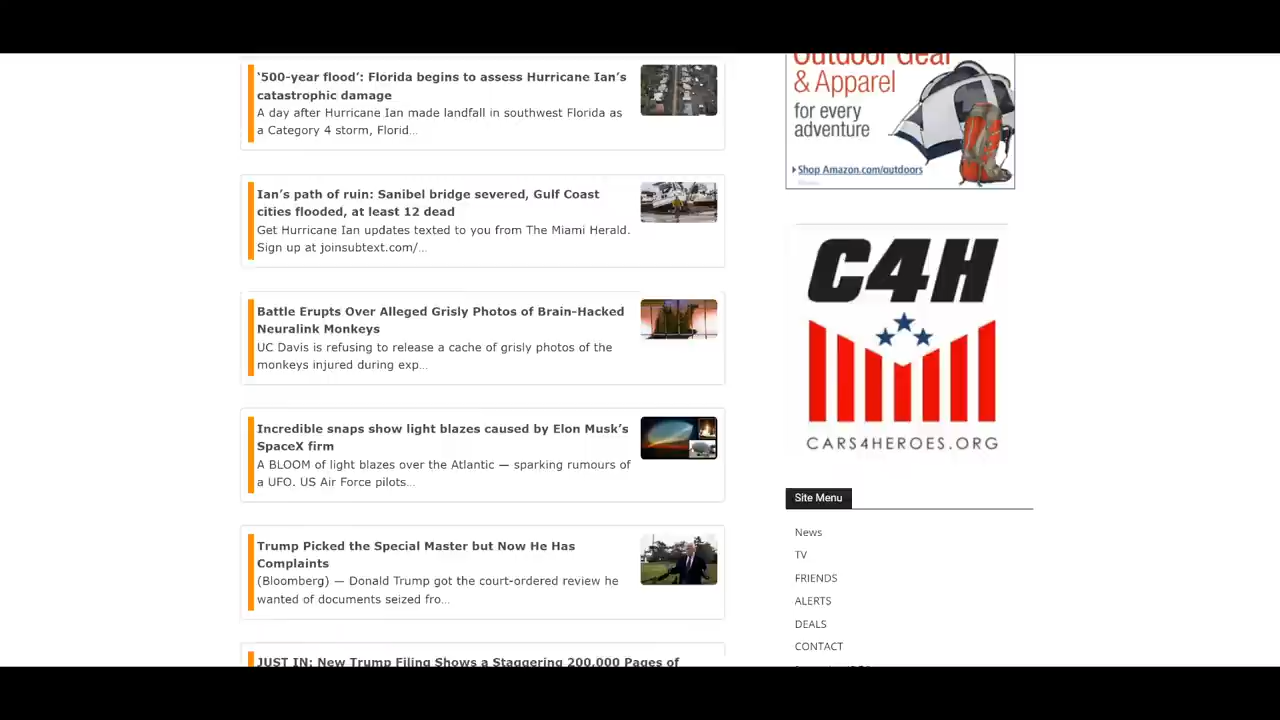 ‘500-year flood’: Florida begins to assess Hurricane Ian’s
catastrophic damage
A day after Hurricane Ian made landfall in southwest Florida as
a Category 4 storm, Florid...
Ian’s path of ruin: Sanibel bridge severed, Gulf Coast
cities flooded, at least 12 dead
Get Hurricane Ian updates texted to you from The Miami Herald.
Sign up at joinsubtext.com/...
Battle Erupts Over Alleged Grisly Photos of Brain-Hacked
Neuralink Monkeys
UC Davis is refusing to release a cache of grisly photos of the
monkeys injured during exp...
Incredible snaps show light blazes caused by Elon Musk’s
SpaceX firm
A BLOOM of light blazes over the Atlantic — sparking rumours of
a UFO. US Air Force pilots...
Trump Picked the Special Master but Now He Has
Complaints
(Bloomberg) — Donald Trump got the court-ordered review he
wanted of documents seized fro...
JUST IN: New Trump Filing Shows a Staggering 200,000 Pages of
Outdoor Gear
& Apparel
for every
adventure
Shop Amazon.com/outdoors
C4H
CARS4HEROES.ORG
Site Menu
News
TV
FRIENDS
ALERTS
DEALS
CONTACT